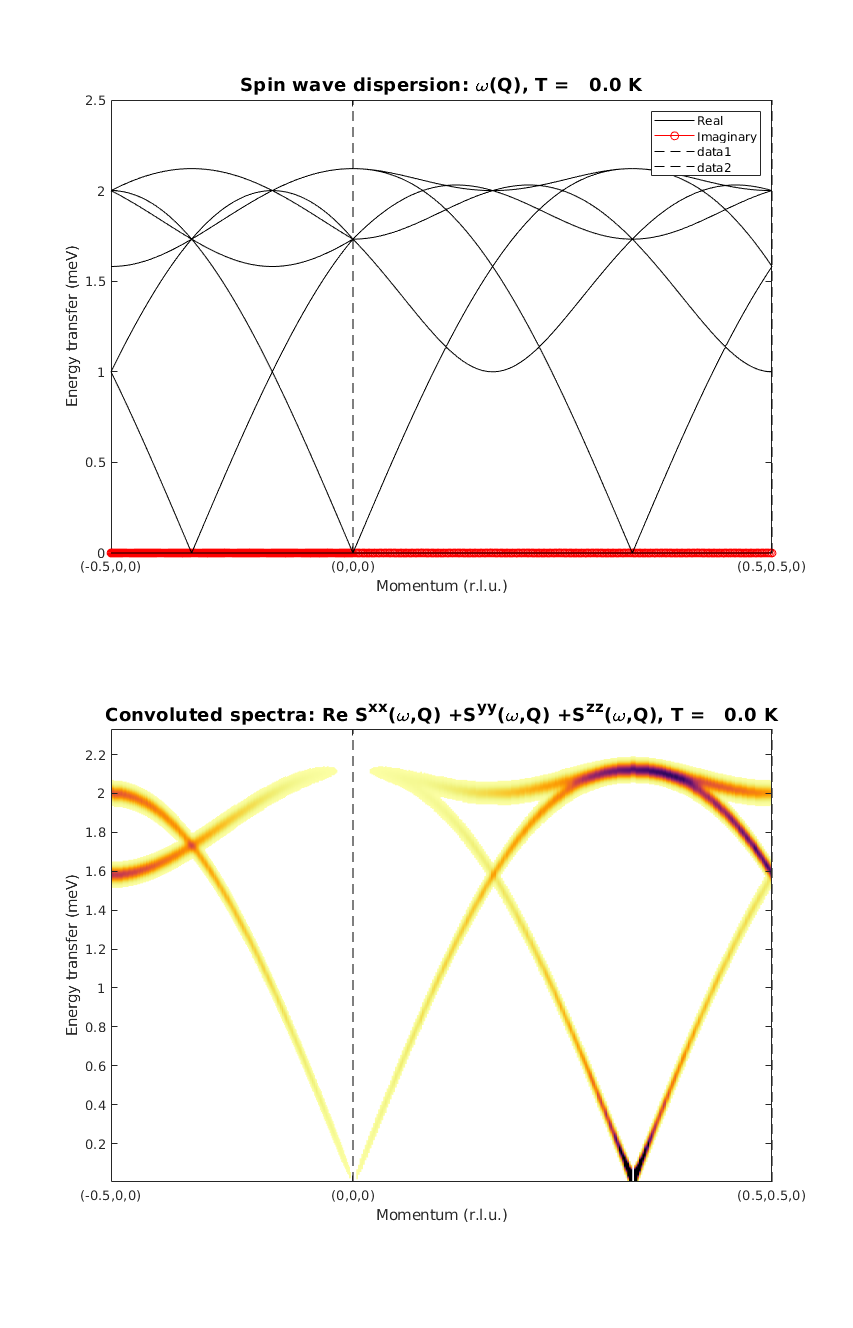 Spin wave dispersion: ω(Q), T = 0.0 K
2.5
2
1.5
1
0.5
0
Energy transfer (meV)
Real
Imaginary
data1
data2
(-0.5,0,0)
(0,0,0)
(0.5,0.5,0)
Momentum (r.l.u.)
Convoluted spectra: Re S^xx(ω,Q) +S^yy(ω,Q) +S^zz(ω,Q), T = 0.0 K
2.2
2
1.8
1.6
1.4
1.2
1
0.8
0.6
0.4
0.2
Energy transfer (meV)
(-0.5,0,0)
(0,0,0)
(0.5,0.5,0)
Momentum (r.l.u.)